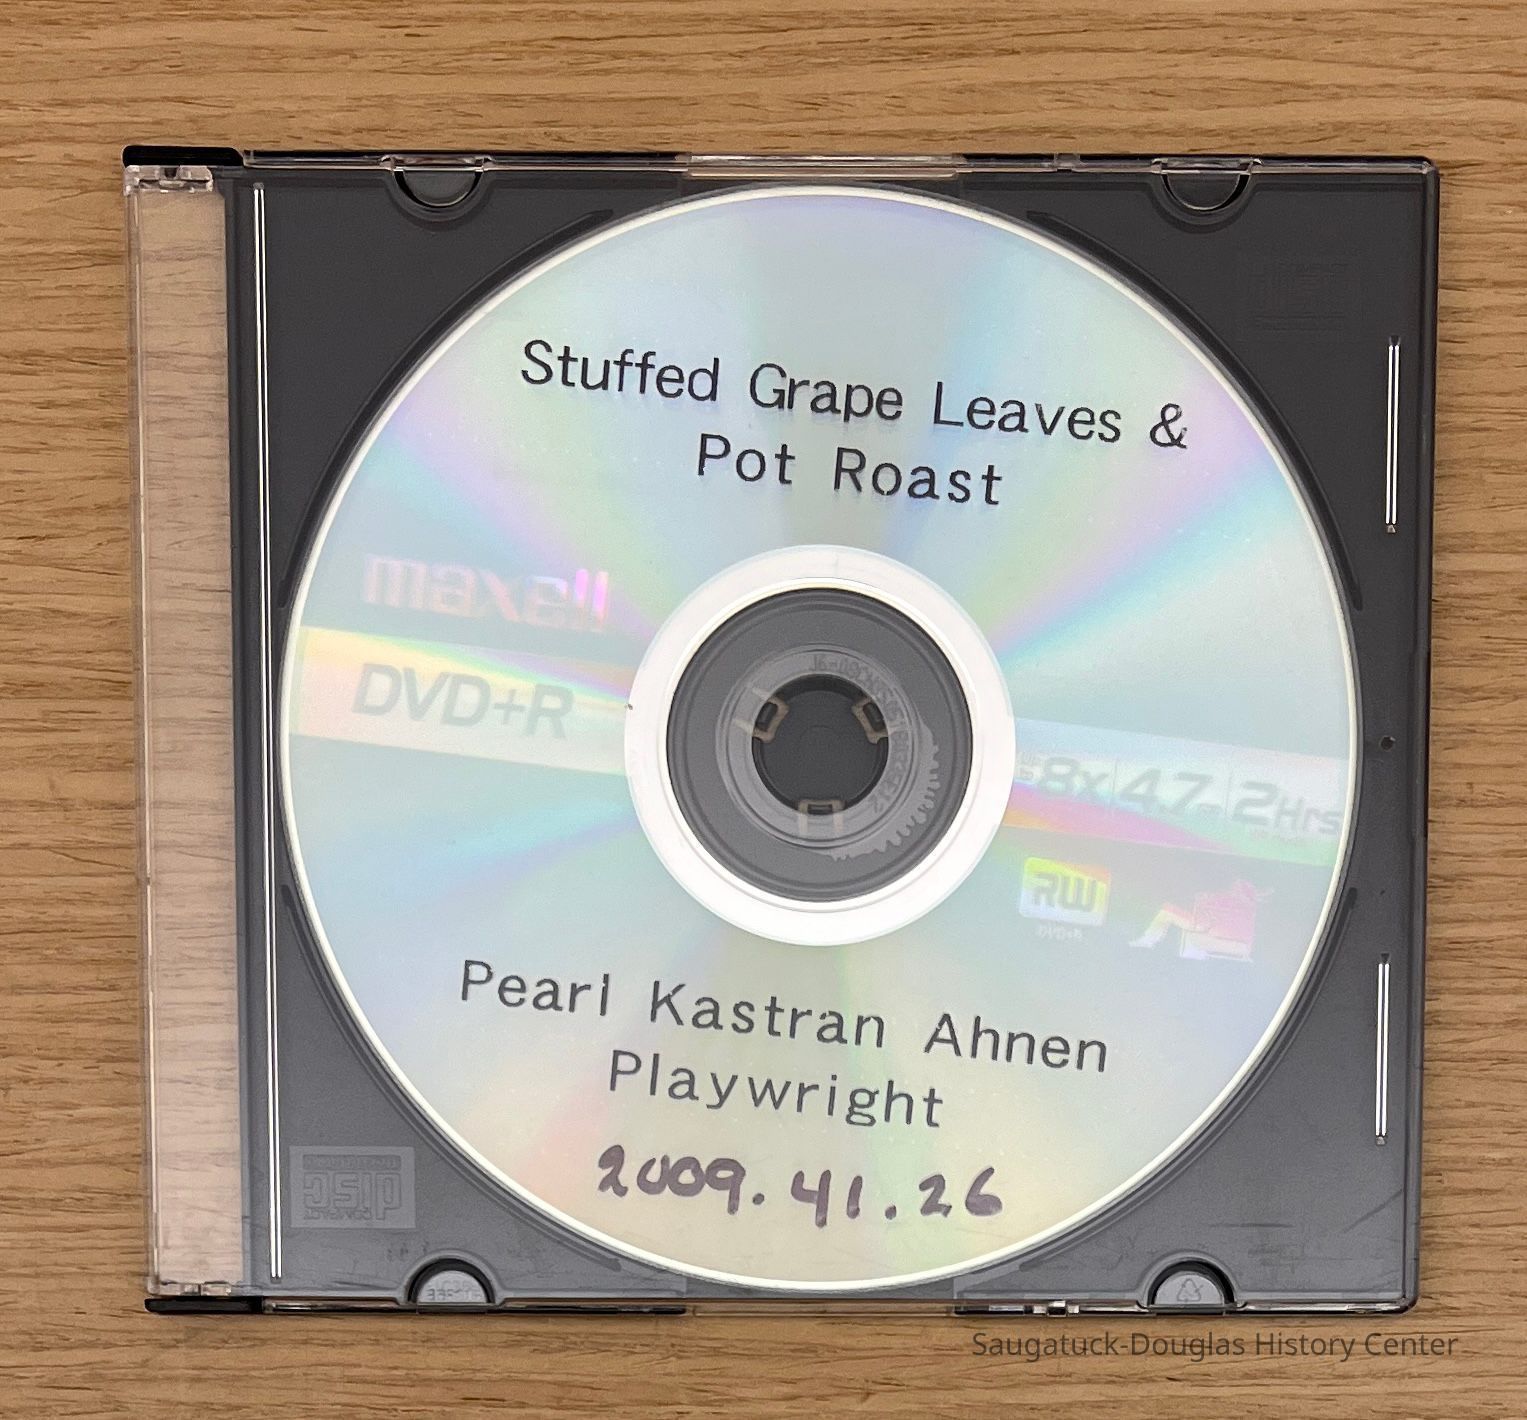 Stuffed Grape Leaves &
Pot Roast
maxell
DVD+R
8x 4.7 2Hrs
RW
Pearl Kastran Ahnen
Playwright
2009.41.26
disc
Saugatuck-Douglas History Center